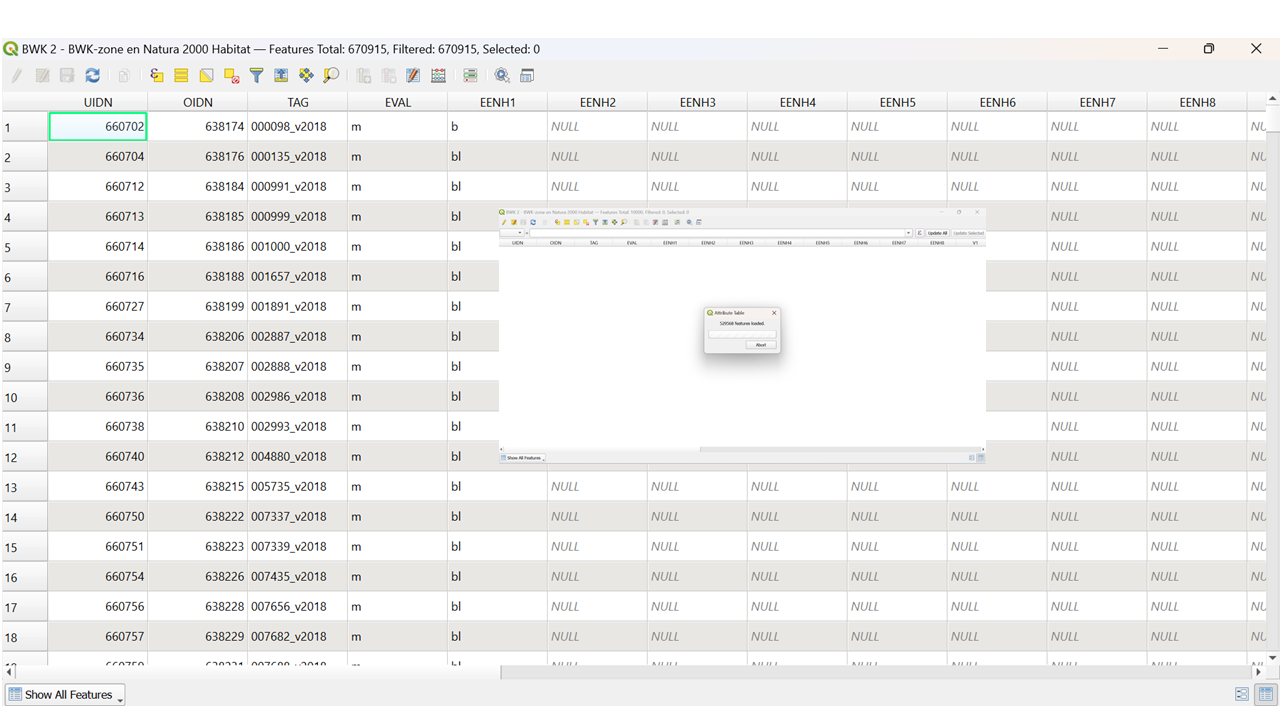 BWK 2 - BWK-zone en Natura 2000 Habitat — Features Total: 670915, Filtered: 670915, Selected: 0
UIDN OIDN TAG EVAL EENH1 EENH2 EENH3 EENH4 EENH5 EENH6 EENH7 EENH8
1 660702 638174 000098_v2018 m b NULL NULL NULL NULL NULL NULL NULL NU
2 660704 638176 000135_v2018 m bl NULL NULL NULL NULL NULL NULL NULL NU
3 660712 638184 000991_v2018 m bl NULL NULL NULL NULL NULL NULL NULL NU
4 660713 638185 000999_v2018 m bl NULL NULL NU
5 660714 638186 001001_v2018 m bl NULL NULL NU
6 660716 638188 001657_v2018 m bl NULL NULL NU
7 660727 638199 001891_v2018 m bl NULL NULL NU
8 660734 638206 002887_v2018 m bl NULL NULL NU
9 660735 638207 002888_v2018 m bl NULL NULL NU
10 660736 638208 002986_v2018 m bl NULL NULL NU
11 660738 638210 002993_v2018 m bl NULL NULL NU
12 660740 638212 004885_v2018 m bl NULL NULL NU
13 660743 638215 005735_v2018 m bl NULL NULL NULL NULL NULL NULL NULL NU
14 660750 638222 007337_v2018 m bl NULL NULL NULL NULL NULL NULL NULL NU
15 660751 638223 007339_v2018 m bl NULL NULL NULL NULL NULL NULL NULL NU
16 660754 638226 007435_v2018 m bl NULL NULL NULL NULL NULL NULL NULL NU
17 660756 638228 007656_v2018 m bl NULL NULL NULL NULL NULL NULL NULL NU
18 660757 638229 007682_v2018 m bl NULL NULL NULL NULL NULL NULL NULL NU
BWK 2 - BWK-zone en Natura 2000 Habitat — Features Total: Filtered: 0, Selected: 0
Update All Update Selected
UIDN OIDN TAG EVAL EENH1 EENH2 EENH3 EENH4 EENH5 EENH6 EENH7 EENH8 V1
Attribute Table
features loaded.
Abort
Show All Features
Show All Features